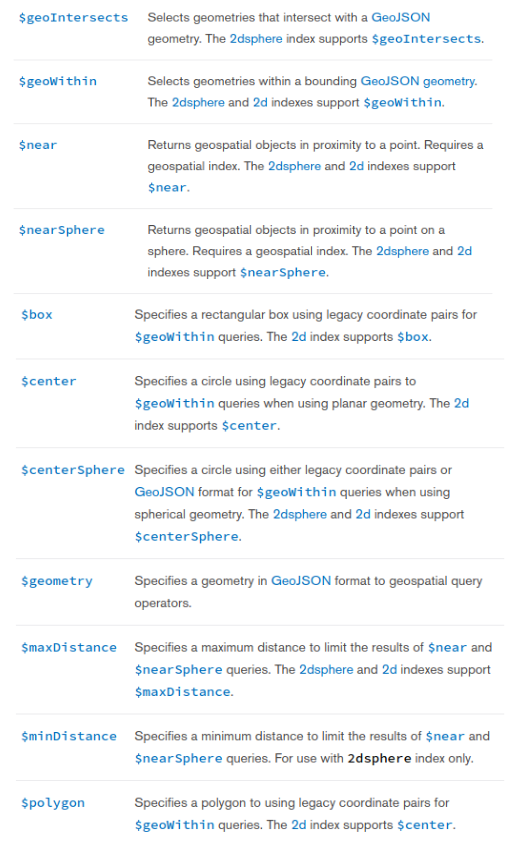 $geoIntersects Selects geometries that intersect with a GeoJSON
geometry. The 2dsphere index supports $geoIntersects.
$geoWithin Selects geometries within a bounding GeoJSON geometry.
The 2dsphere and 2d indexes support $geoWithin.
$near Returns geospatial objects in proximity to a point. Requires a
geospatial index. The 2dsphere and 2d indexes support
$near.
$nearSphere Returns geospatial objects in proximity to a point on a
sphere. Requires a geospatial index. The 2dsphere and 2d
indexes support $nearSphere.
$box Specifies a rectangular box using legacy coordinate pairs for
$geoWithin queries. The 2d index supports $box.
$center Specifies a circle using legacy coordinate pairs to
$geoWithin queries when using planar geometry. The 2d
index supports $center.
$centerSphere Specifies a circle using either legacy coordinate pairs or
GeoJSON format for $geoWithin queries when using
spherical geometry. The 2dsphere and 2d indexes support
$centerSphere.
$geometry Specifies a geometry in GeoJSON format to geospatial query
operators.
$maxDistance Specifies a maximum distance to limit the results of $near and
$nearSphere queries. The 2dsphere and 2d indexes support
$maxDistance.
$minDistance Specifies a minimum distance to limit the results of $near and
$nearSphere queries. For use with 2dsphere index only.
$polygon Specifies a polygon to using legacy coordinate pairs for
$geoWithin queries. The 2d index supports $center.